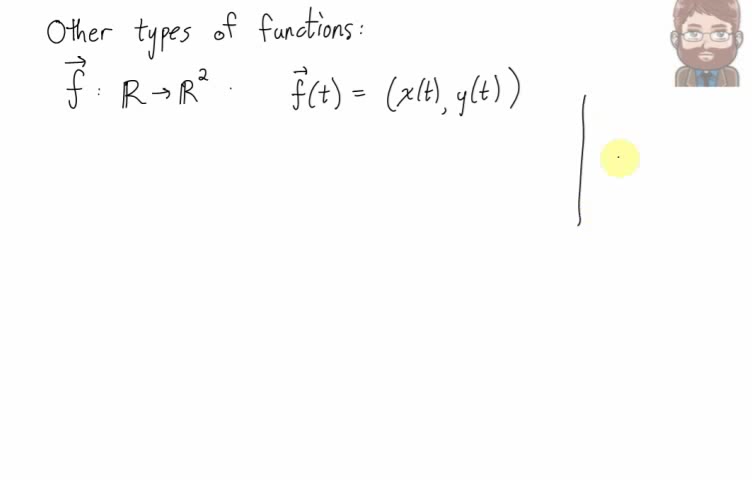 Other types of functions:
f⃗ : ℝ → ℝ². f⃗(t) = (x(t), y(t))